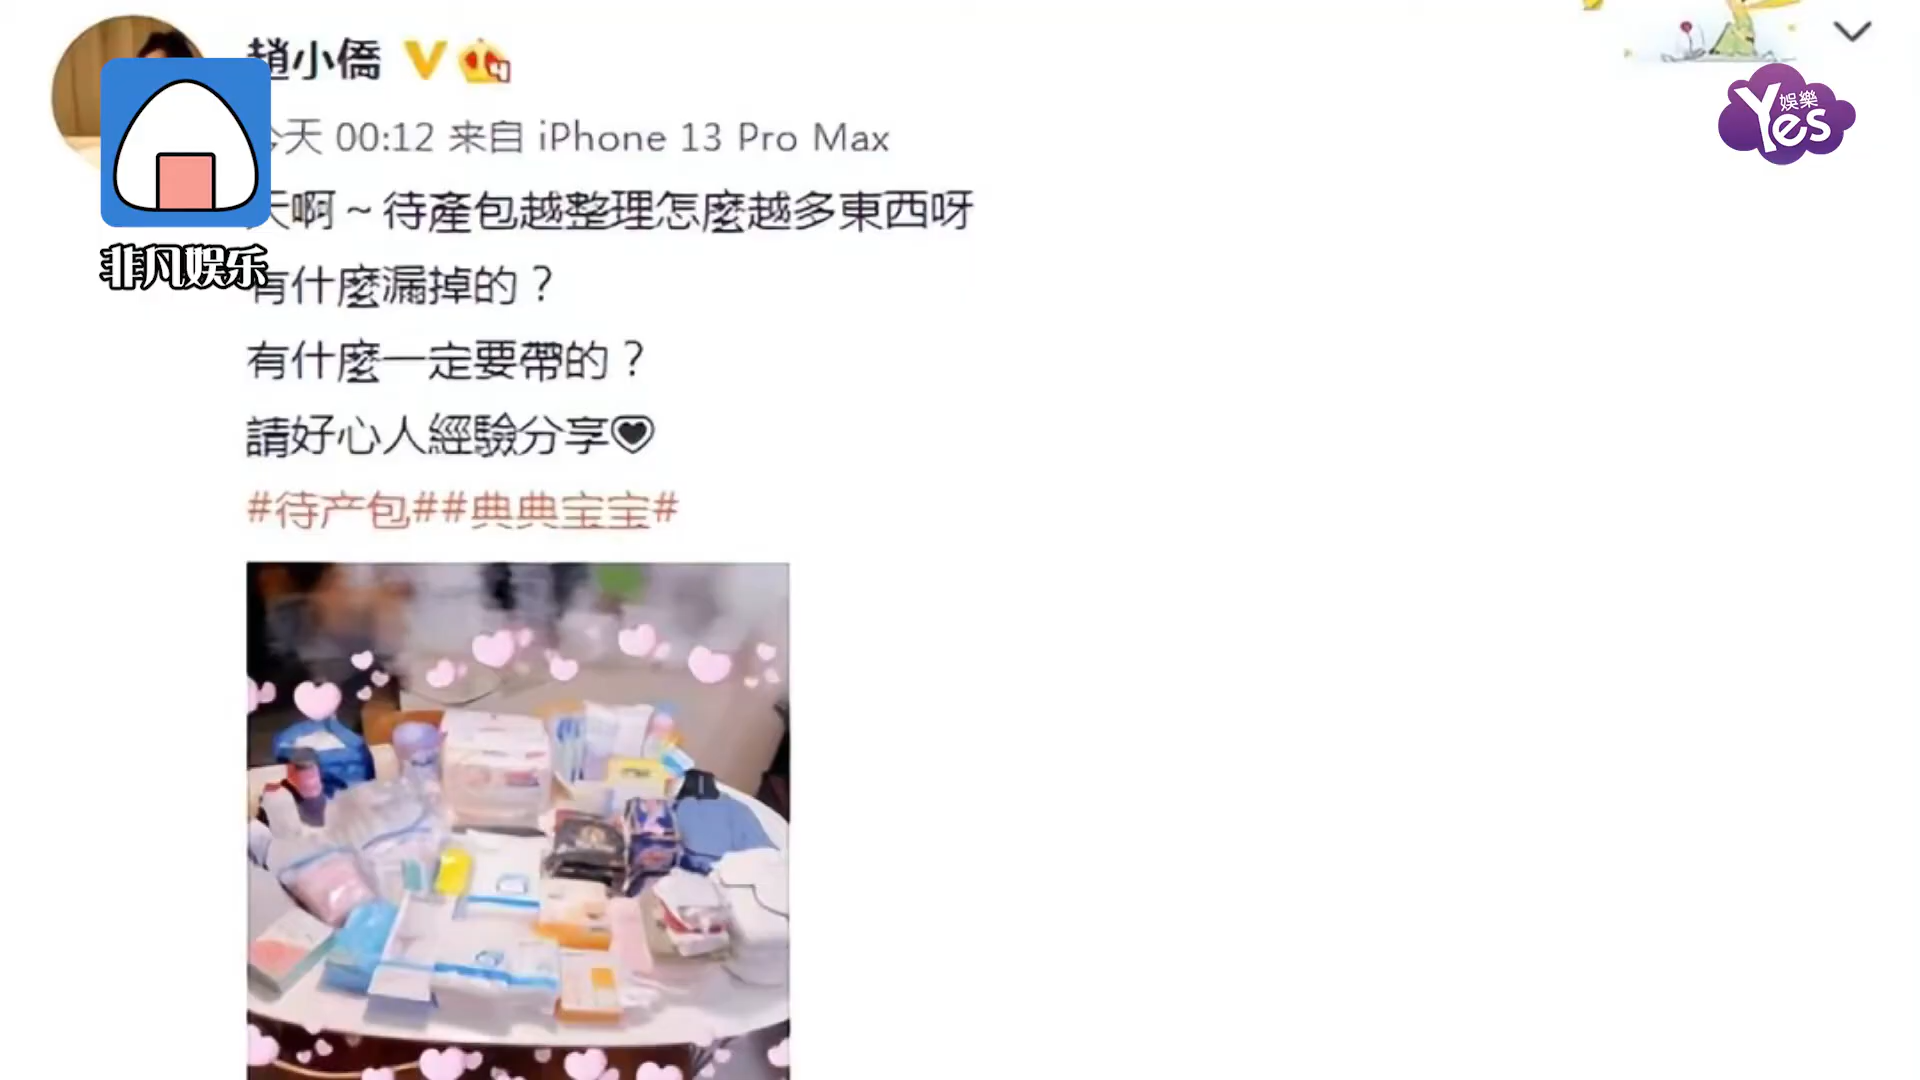 趙小僑
今天 00:12 来自 iPhone 13 Pro Max
天啊~待產包越整理怎麼越多東西呀
有什麼漏掉的？
有什麼一定要帶的？
請好心人經驗分享
#待产包##典典宝宝#
非凡娱乐
Yes 娛樂